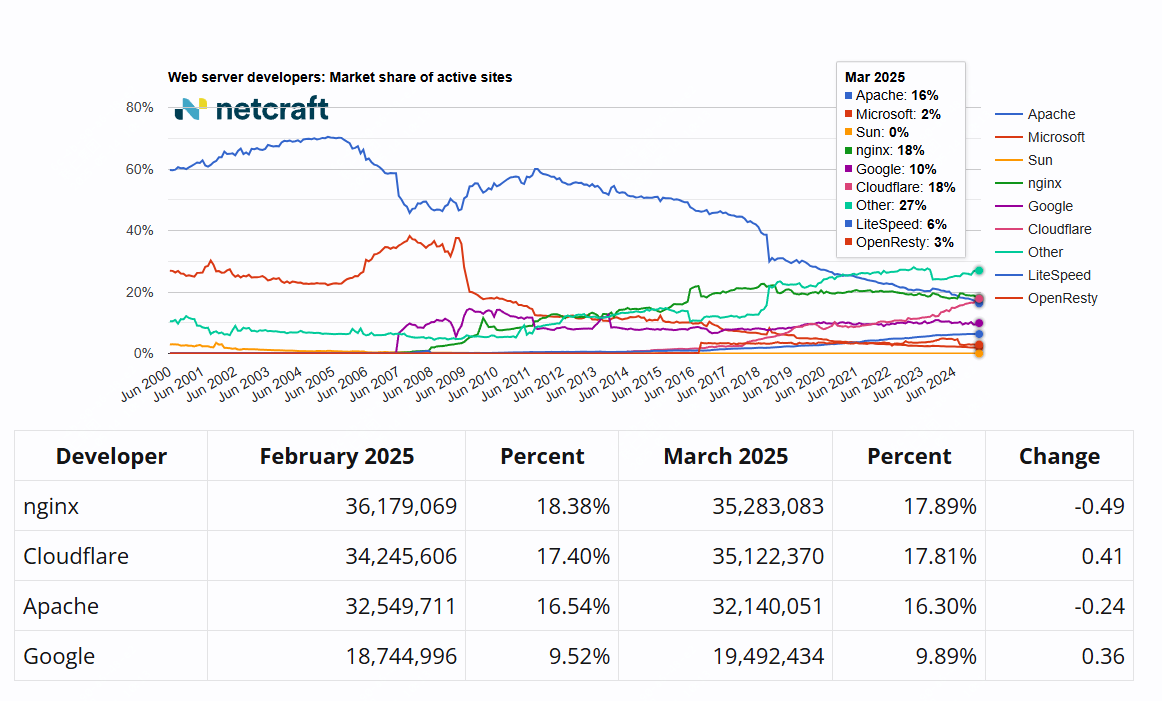 Web server developers: Market share of active sites
netcraft
80%
60%
40%
20%
0%
Jun 2000
Jun 2001
Jun 2002
Jun 2003
Jun 2004
Jun 2005
Jun 2006
Jun 2007
Jun 2008
Jun 2009
Jun 2010
Jun 2011
Jun 2012
Jun 2013
Jun 2014
Jun 2015
Jun 2016
Jun 2017
Jun 2018
Jun 2019
Jun 2020
Jun 2021
Jun 2022
Jun 2023
Jun 2024
Mar 2025
Apache: 16%
Microsoft: 2%
Sun: 0%
nginx: 18%
Google: 10%
Cloudflare: 18%
Other: 27%
LiteSpeed: 6%
OpenResty: 3%
Apache
Microsoft
Sun
nginx
Google
Cloudflare
Other
LiteSpeed
OpenResty
Developer February 2025 Percent March 2025 Percent Change
nginx 36,179,069 18.38% 35,283,083 17.89% -0.49
Cloudflare 34,245,606 17.40% 35,122,370 17.81% 0.41
Apache 32,549,711 16.54% 32,140,051 16.30% -0.24
Google 18,744,996 9.52% 19,492,434 9.89% 0.36